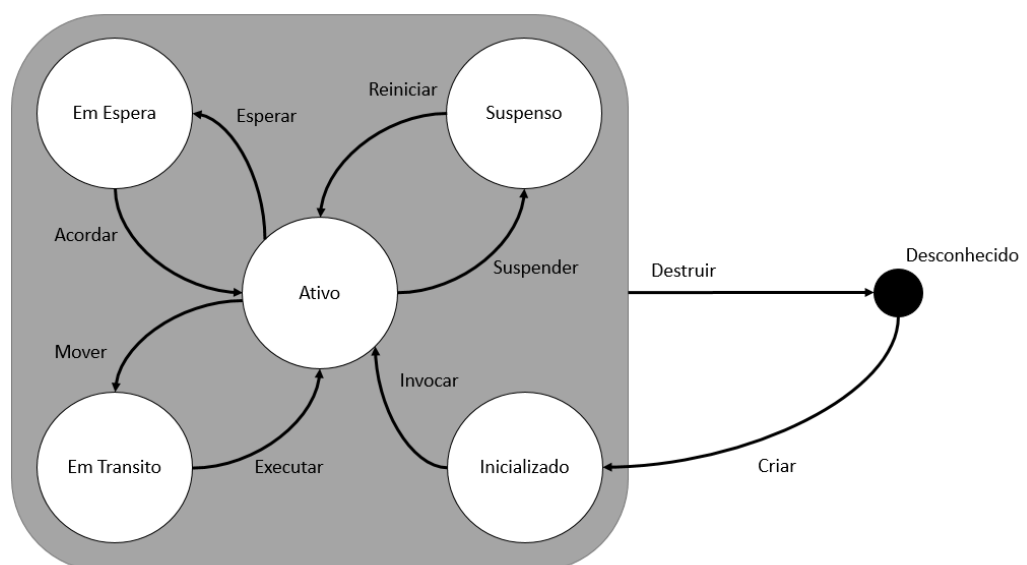 Em Espera
Esperar
Reiniciar
Suspenso
Acordar
Ativo
Suspender
Destruir
Desconhecido
Mover
Invocar
Em Transito
Executar
Inicializado
Criar